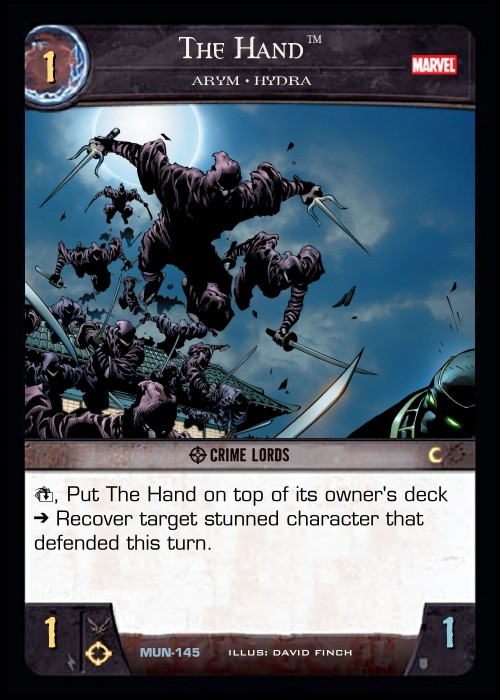 1
The Hand™
MARVEL
ARYM • HYDRA
CRIME LORDS
C
, Put The Hand on top of its owner's deck
➔ Recover target stunned character that
defended this turn.
1
MUN-145 ILLUS: DAVID FINCH
1